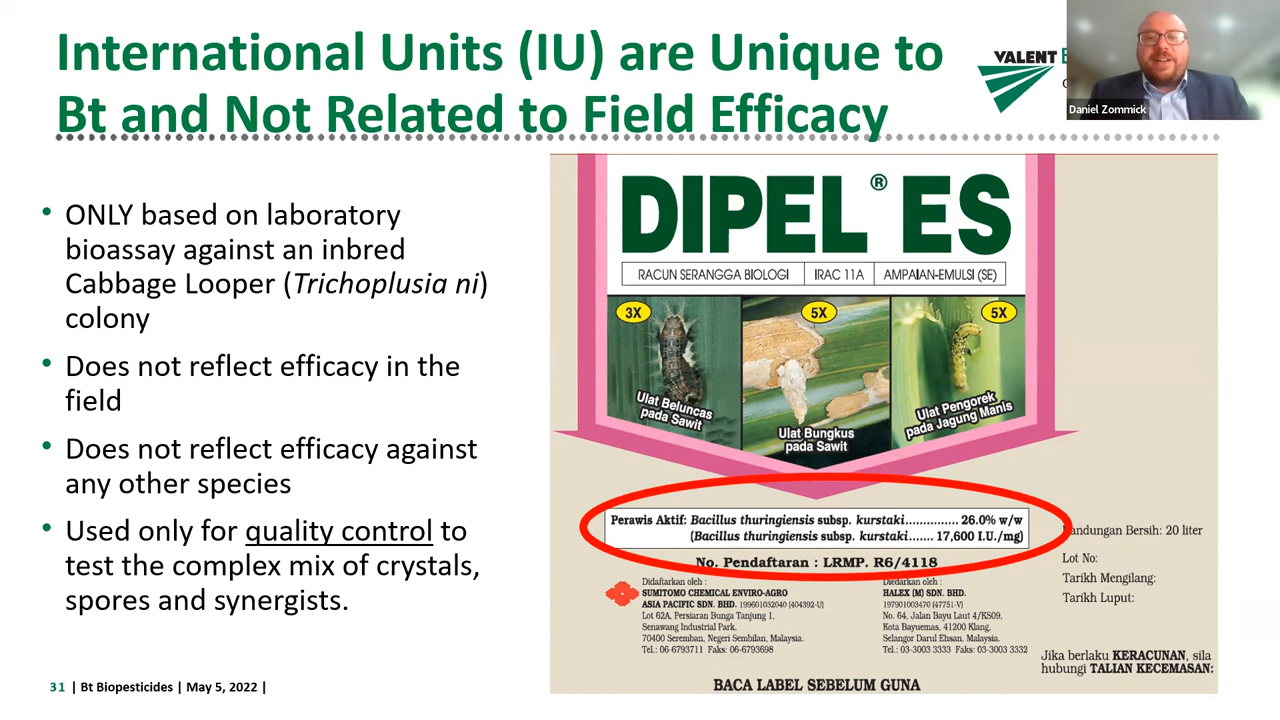 International Units (IU) are Unique to
Bt and Not Related to Field Efficacy
VALENT
Daniel Zommick
• ONLY based on laboratory
bioassay against an inbred
Cabbage Looper (Trichoplusia ni)
colony
• Does not reflect efficacy in the
field
• Does not reflect efficacy against
any other species
• Used only for quality control to
test the complex mix of crystals,
spores and synergists.
DIPEL® ES
RACUN SERANGGA BIOLOGI IRAC 11A AMPAIAN-EMULSI (SE)
3X 5X 5X
Ulat Beluncas
pada Sawit
Ulat Bungkus
pada Sawit
Ulat Pengorek
pada Jagung Manis
Perawis Aktif: Bacillus thuringiensis subsp. kurstaki............... 26.0% w/w
(Bacillus thuringiensis subsp. kurstaki....... 17,600 I.U./mg)
No. Pendaftaran : LRMP. R6/4118
Didaftarkan oleh :
SUMITOMO CHEMICAL ENVIRO-AGRO
ASIA PACIFIC SDN. BHD. 199601032040 (404392-U)
Lot 62A, Persiaran Bunga Tanjung 1,
Senawang Industrial Park,
70400 Seremban, Negeri Sembilan, Malaysia.
Tel.: 06-6793711 Faks: 06-6793698
Diedarkan oleh :
HALEX (M) SDN. BHD.
197901003470 (47751-V)
No. 64, Jalan Bayu Laut 4/KS09,
Kota Bayuemas, 41200 Klang,
Selangor Darul Ehsan, Malaysia.
Tel.: 03-3003 3333 Faks: 03-3003 3332
andungan Bersih: 20 liter
Lot No:
Tarikh Mengilang:
Tarikh Luput:
Jika berlaku KERACUNAN, sila
hubungi TALIAN KECEMASAN:
BACA LABEL SEBELUM GUNA
31 | Bt Biopesticides | May 5, 2022 |